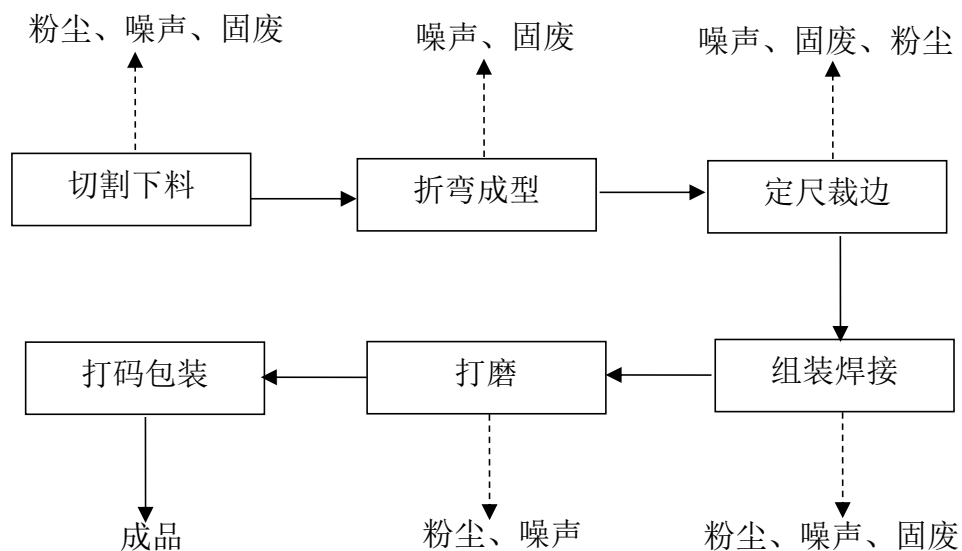 粉尘、噪声、固废
噪声、固废
噪声、固废、粉尘
切割下料
折弯成型
定尺裁边
打码包装
打磨
组装焊接
成品
粉尘、噪声
粉尘、噪声、固废